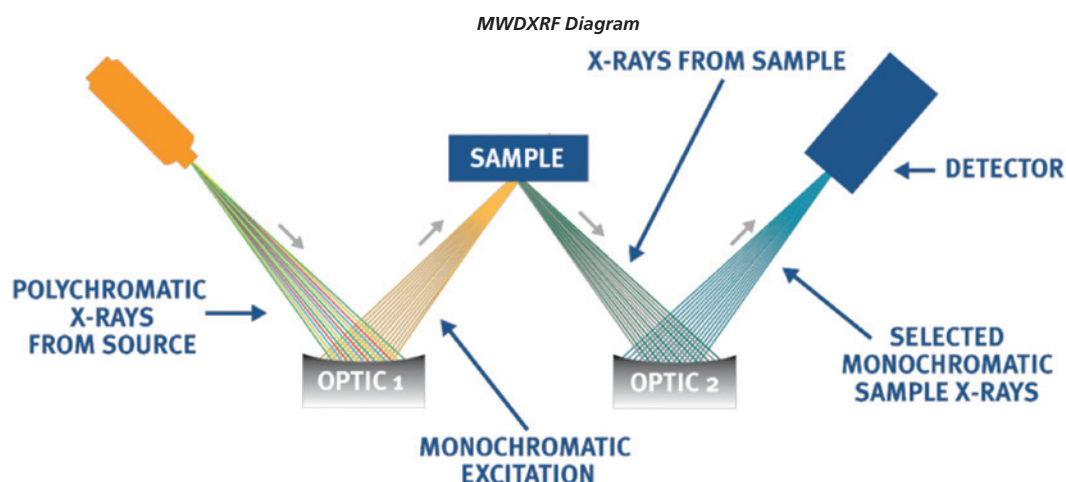 MWDXRF Diagram
X-RAYS FROM SAMPLE
SAMPLE
DETECTOR
POLYCHROMATIC
X-RAYS
FROM SOURCE
OPTIC 1
OPTIC 2
SELECTED
MONOCHROMATIC
SAMPLE X-RAYS
MONOCHROMATIC
EXCITATION